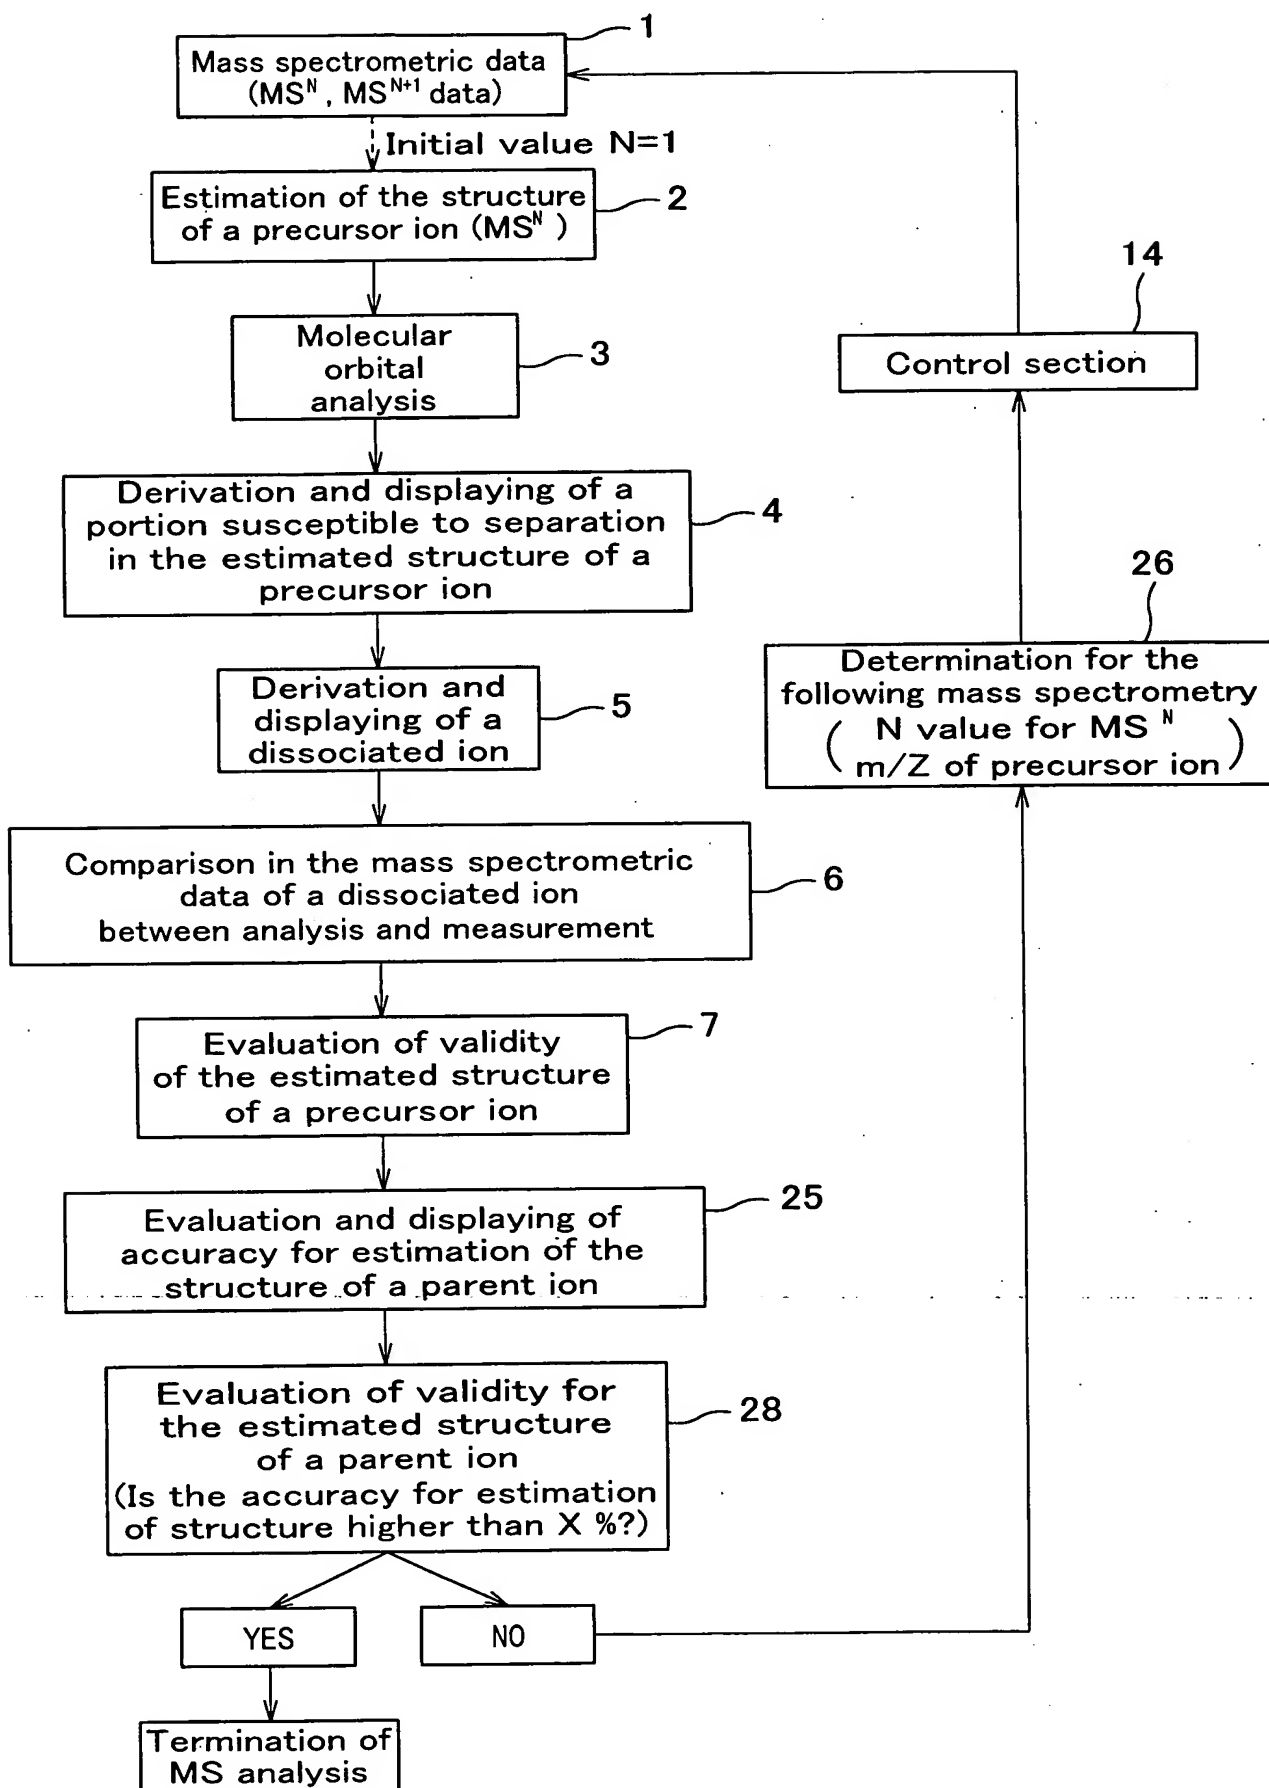 1
Mass spectrometric data
(MS^N, MS^N+1 data)
Initial value N=1
Estimation of the structure
of a precursor ion (MS^N)
2
Molecular
orbital
analysis
3
Derivation and displaying of a
portion susceptible to separation
in the estimated structure of a
precursor ion
4
Derivation and
displaying of a
dissociated ion
5
Comparison in the mass spectrometric
data of a dissociated ion
between analysis and measurement
6
Evaluation of validity
of the estimated structure
of a precursor ion
7
Evaluation and displaying of
accuracy for estimation of the
structure of a parent ion
25
Evaluation of validity for
the estimated structure
of a parent ion
(Is the accuracy for estimation
of structure higher than X %?)
28
YES
NO
Termination of
MS analysis
14
Control section
26
Determination for the
following mass spectrometry
( N value for MS^N
m/Z of precursor ion )